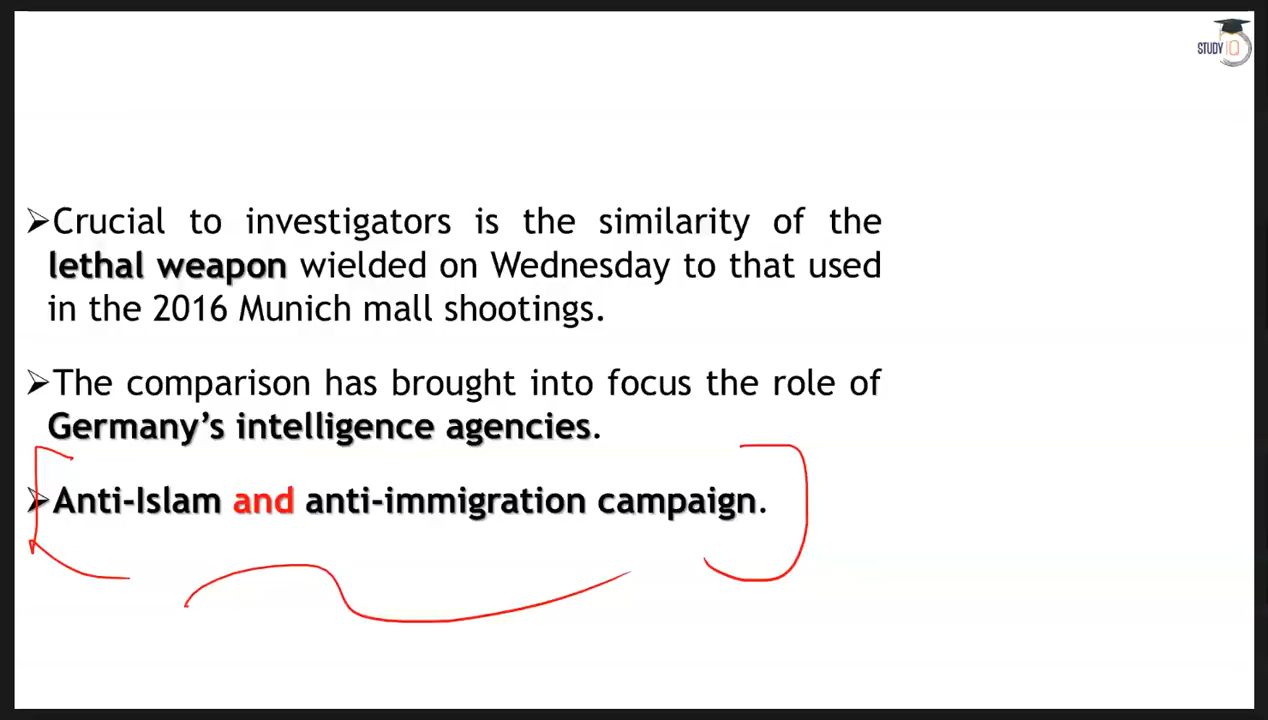 STUDY IQ
➢Crucial to investigators is the similarity of the
lethal weapon wielded on Wednesday to that used
in the 2016 Munich mall shootings.
➢The comparison has brought into focus the role of
Germany’s intelligence agencies.
➢Anti-Islam and anti-immigration campaign.